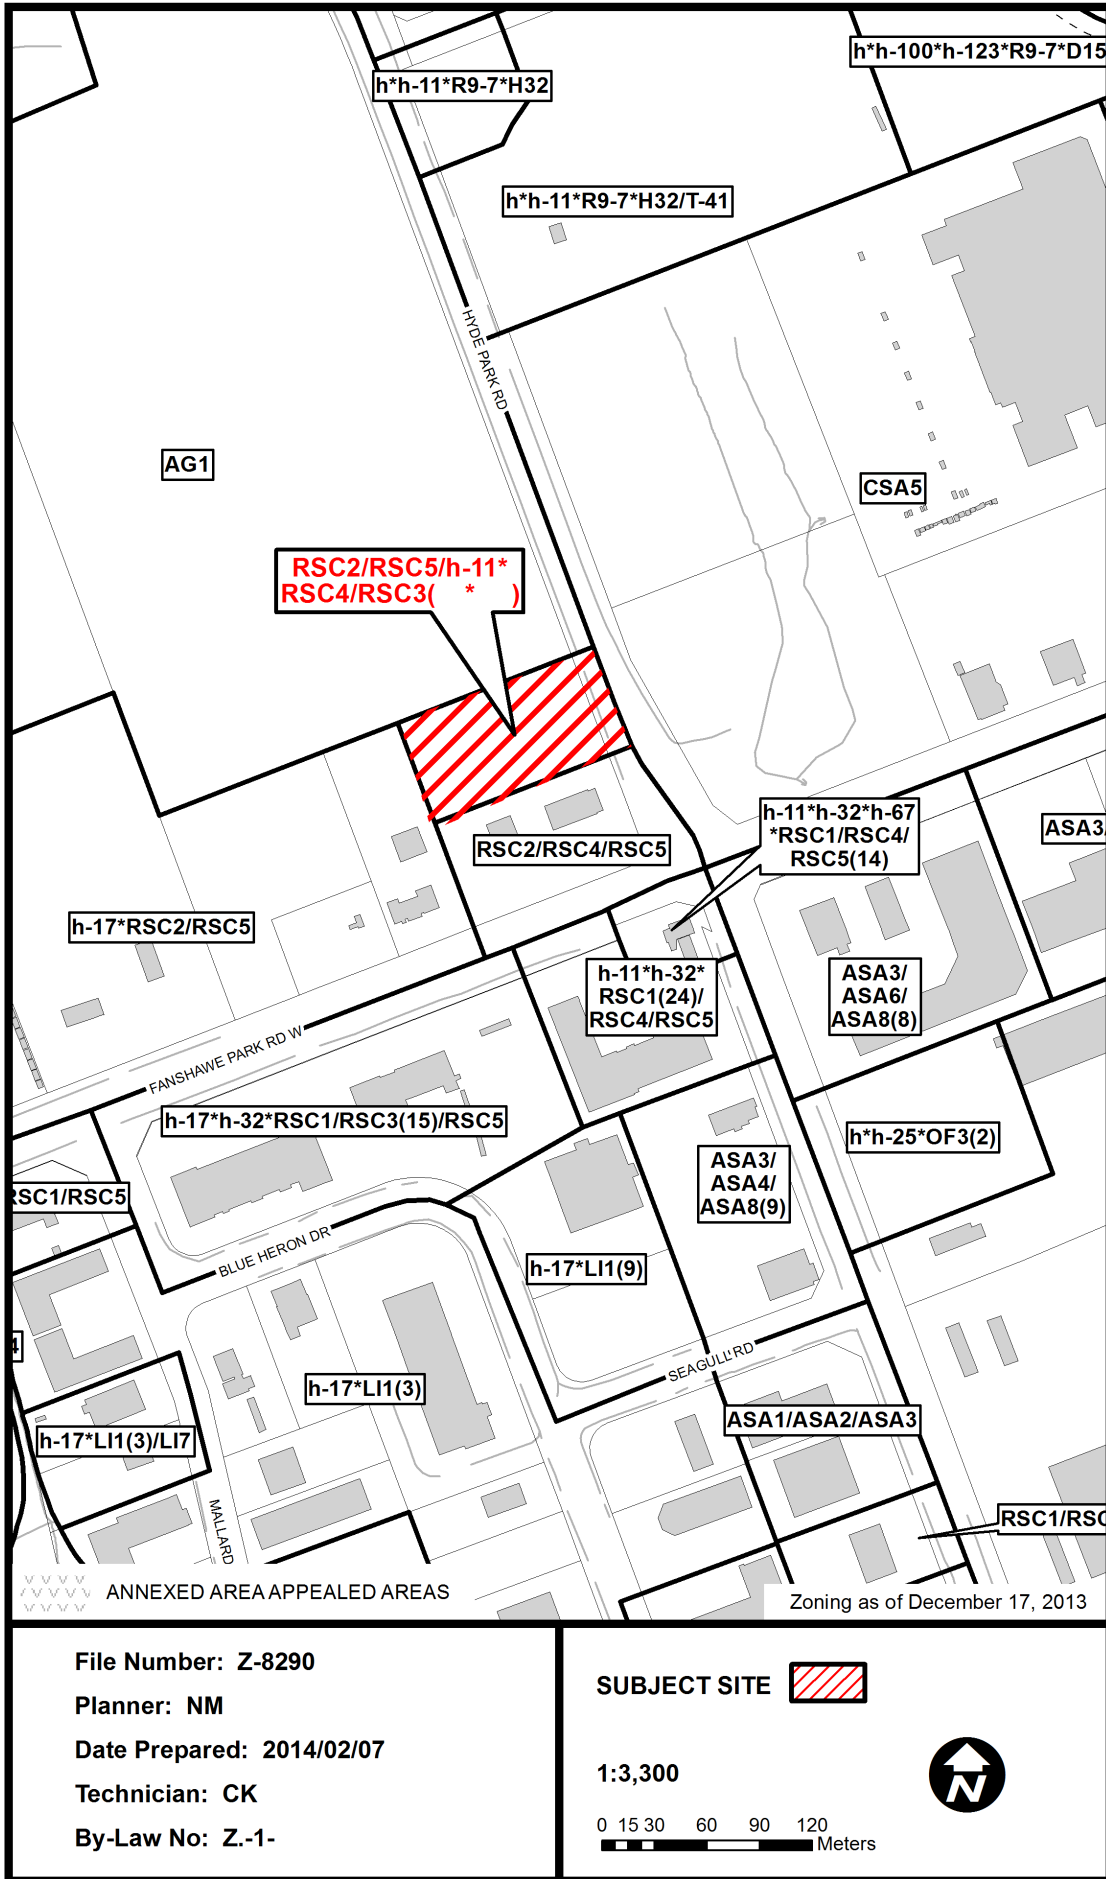 h*h-100*h-123*R9-7*D15
h*h-11*R9-7*H32
h*h-11*R9-7*H32/T-41
HYDE PARK RD
AG1
CSA5
RSC2/RSC5/h-11*
RSC4/RSC3( * )
h-11*h-32*h-67
*RSC1/RSC4/
RSC5(14)
ASA3/
RSC2/RSC4/RSC5
h-17*RSC2/RSC5
h-11*h-32*
RSC1(24)/
RSC4/RSC5
ASA3/
ASA6/
ASA8(8)
FANSHAWE PARK RD W
h-17*h-32*RSC1/RSC3(15)/RSC5
h*h-25*OF3(2)
ASA3/
ASA4/
ASA8(9)
RSC1/RSC5
BLUE HERON DR
h-17*LI1(9)
4
SEAGULL RD
h-17*LI1(3)
ASA1/ASA2/ASA3
h-17*LI1(3)/LI7
MALLARD
RSC1/RSC
ANNEXED AREA APPEALED AREAS
Zoning as of December 17, 2013
File Number: Z-8290
Planner: NM
Date Prepared: 2014/02/07
Technician: CK
By-Law No: Z.-1-
SUBJECT SITE
1:3,300
N
0 15 30 60 90 120
Meters